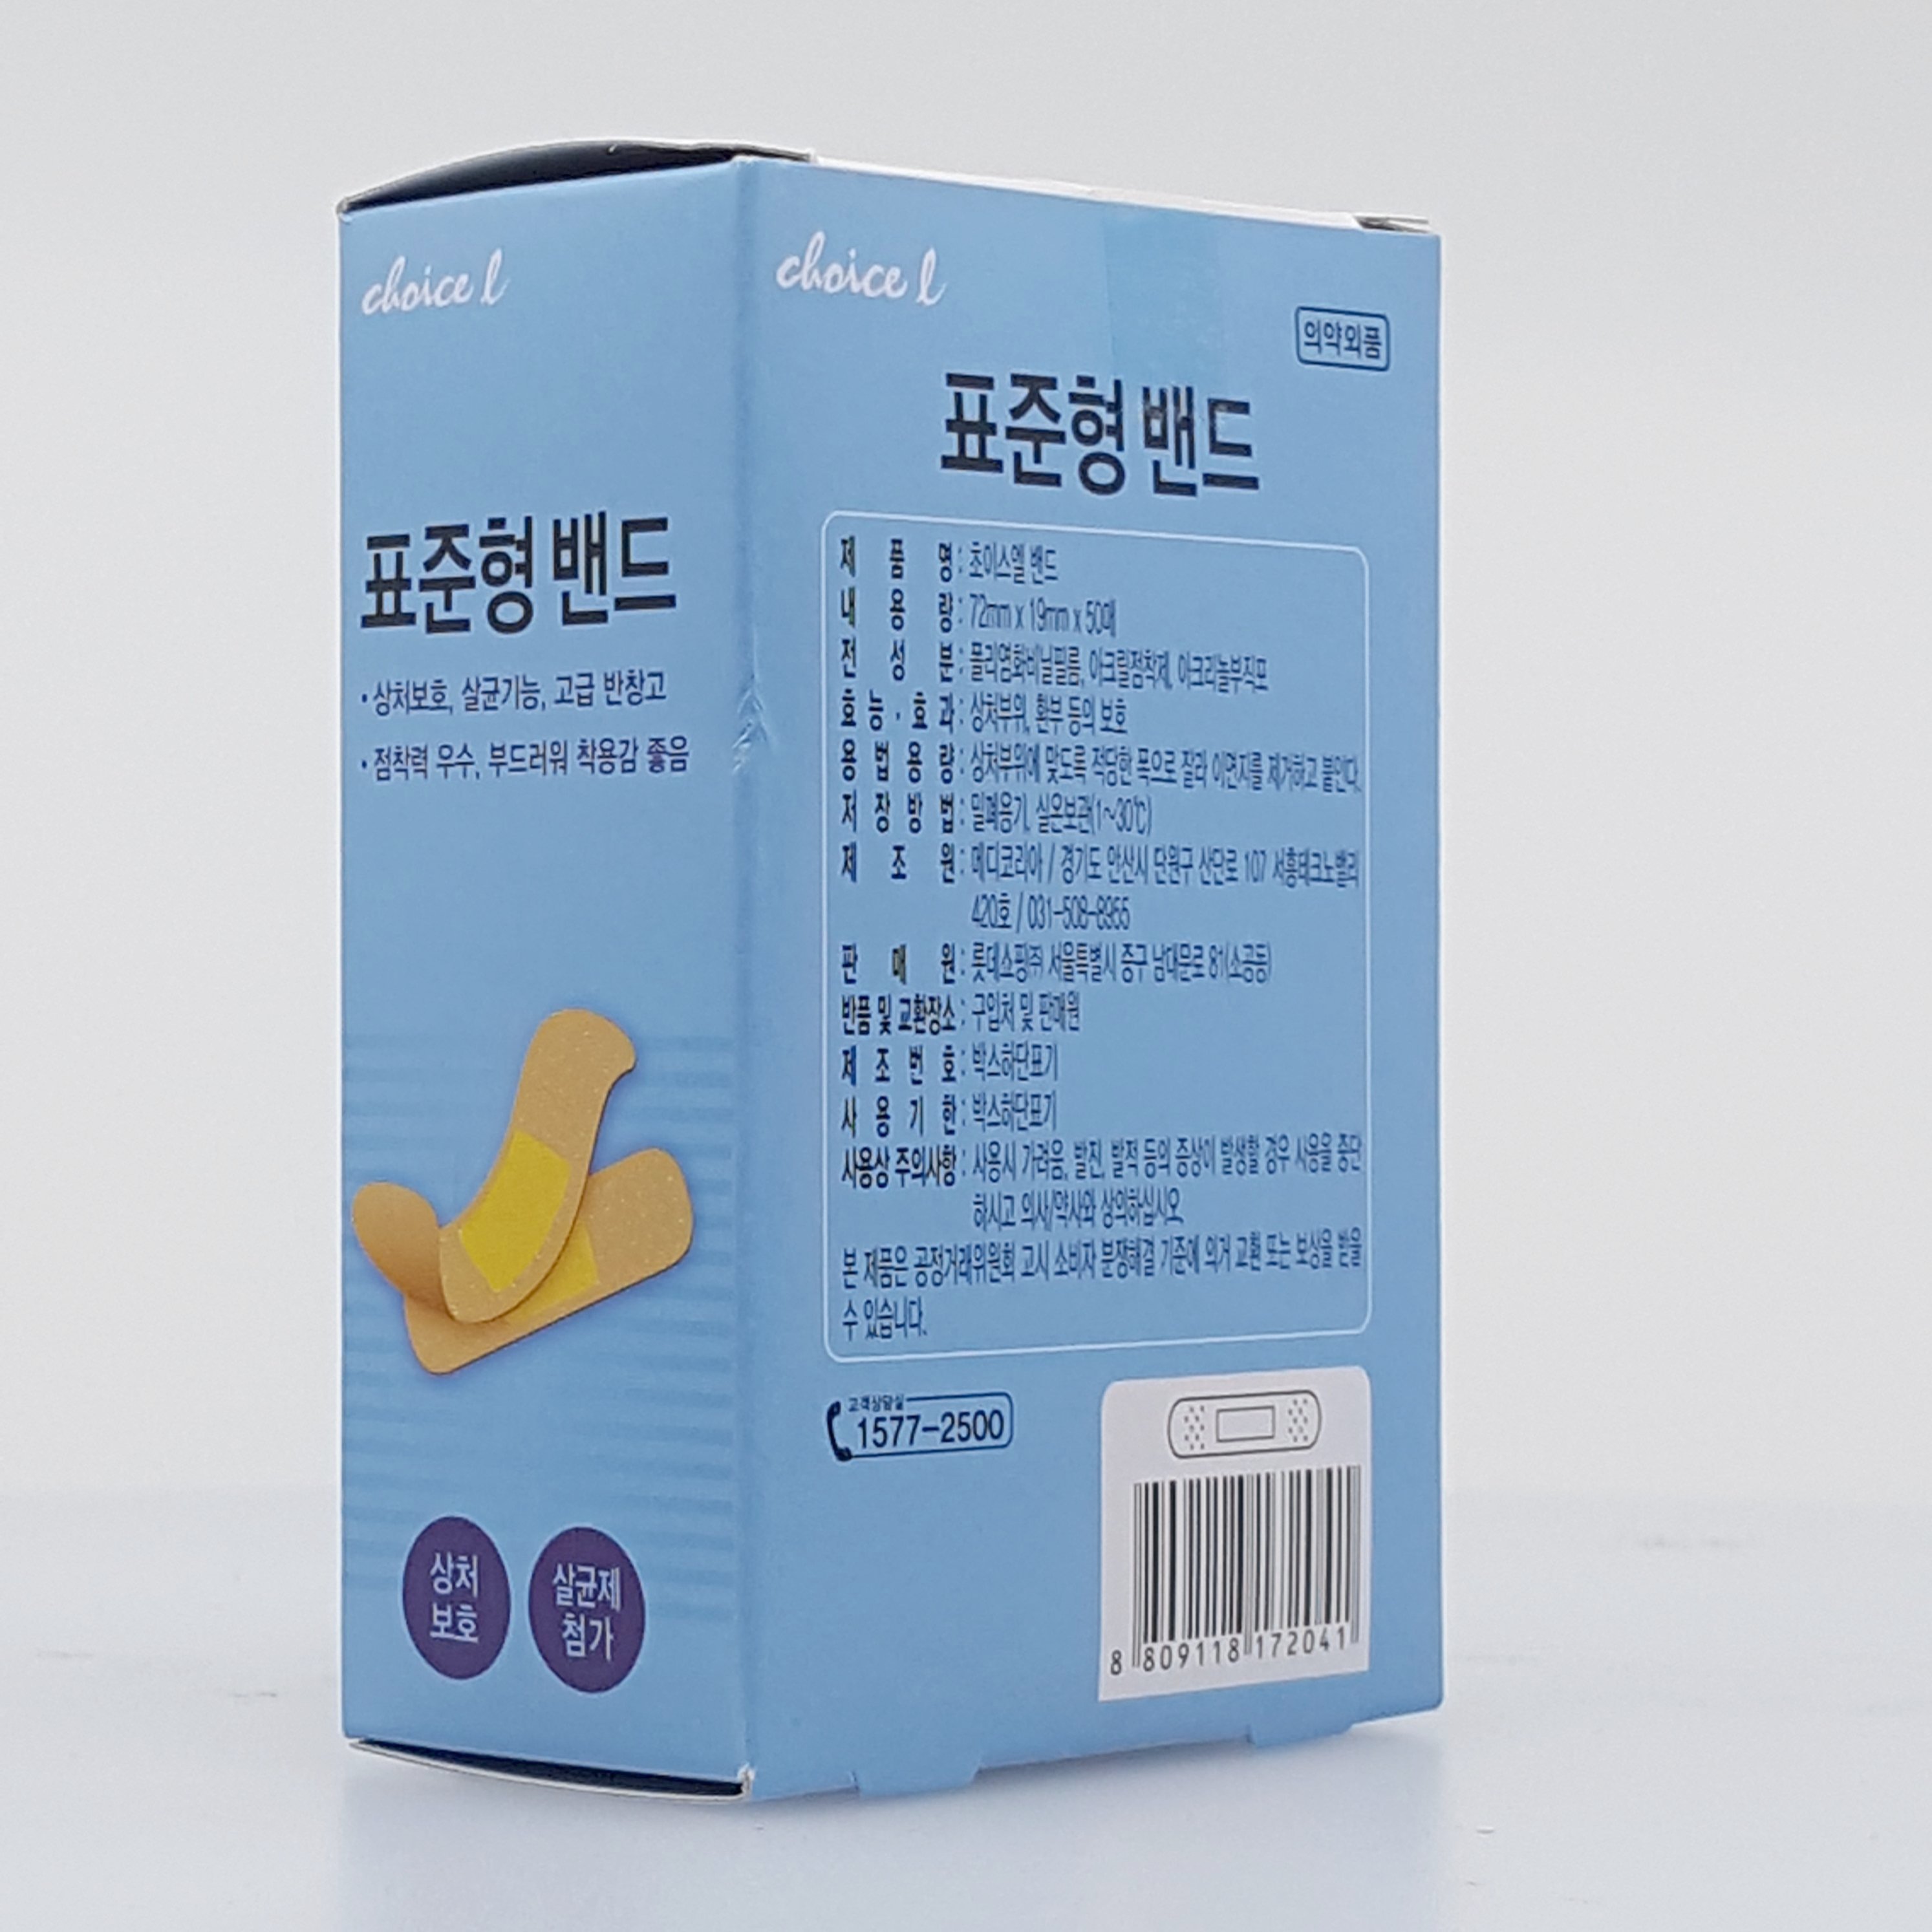 choice l
표준형 밴드
· 상처보호, 살균기능, 고급 반창고
· 점착력 우수, 부드러워 착용감 좋음
상처
보호
살균제
첨가
choice l
의약외품
표준형 밴드
제 품 명 : 초이스엘 밴드
내 용 량 : 72mm x 19mm x 50매
전 성 분 : 폴리염화비닐필름, 아크릴점착제, 아크리놀부직포
효능·효과 : 상처부위, 환부 등의 보호
용법용량 : 상처부위에 맞도록 적당한 폭으로 잘라 이면지를 제거하고 붙인다.
저장방법 : 밀폐용기, 실온보관(1~30℃)
제 조 원 : 메디코리아 / 경기도 안산시 단원구 산단로 107 서흥테크노밸리
420호 / 031-508-8955
판 매 원 : 롯데쇼핑㈜ 서울특별시 중구 남대문로 81(소공동)
반품 및 교환장소 : 구입처 및 판매원
제조번호 : 박스하단표기
사용기한 : 박스하단표기
사용상 주의사항 : 사용시 가려움, 발진, 발적 등의 증상이 발생할 경우 사용을 중단
하시고 의사/약사와 상의하십시오.
본 제품은 공정거래위원회 고시 소비자 분쟁해결 기준에 의거 교환 또는 보상을 받을
수 있습니다.
고객상담실
1577-2500
8 809118 172041